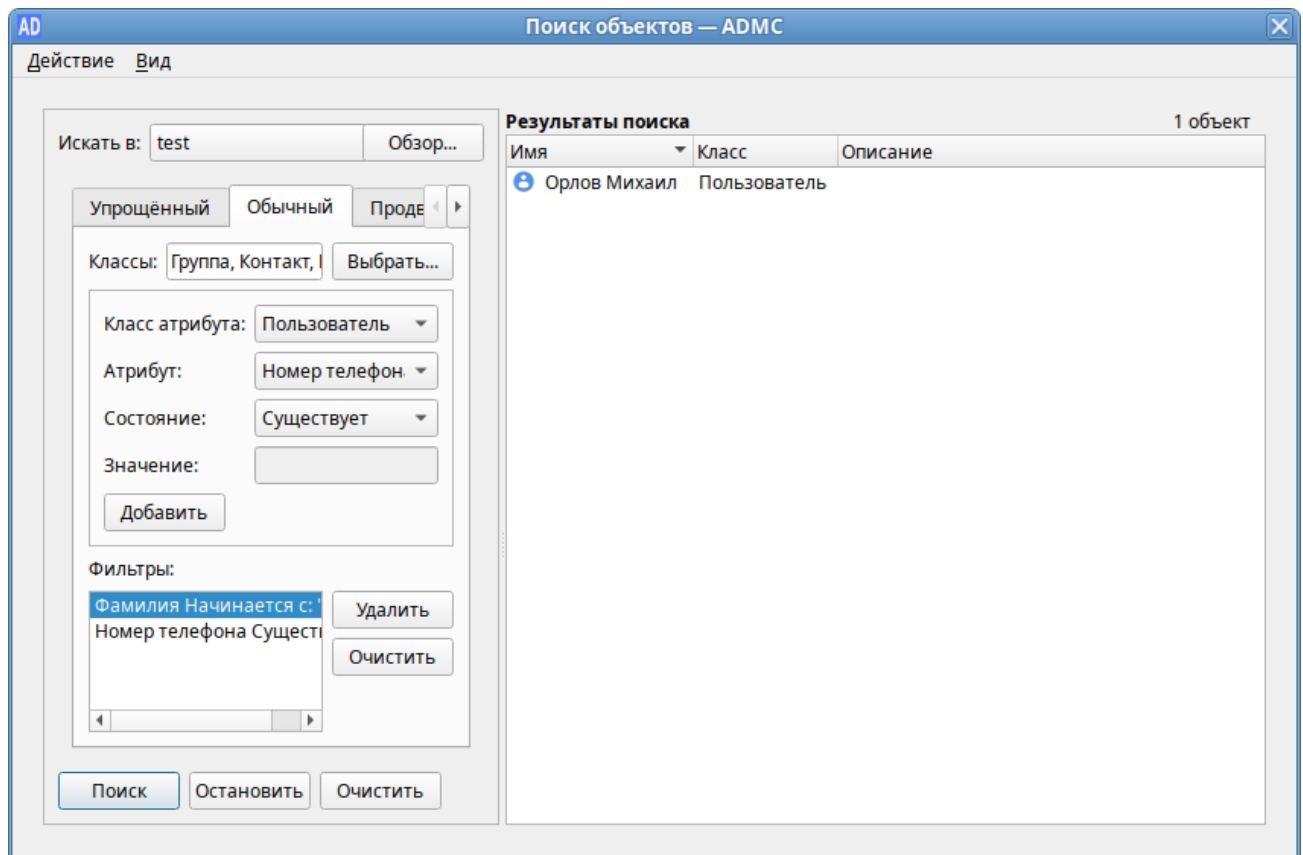 AD Поиск объектов — ADMC
Действие Вид
Искать в: test Обзор...
Упрощённый Обычный
Классы: Группа, Контакт, Выбрать...
Класс атрибута: Пользователь
Атрибут: Номер телефон
Состояние: Существует
Значение:
Добавить
Фильтры:
Фамилия Начинается с: '
Номер телефона
Удалить
Очистить
Поиск Остановить Очистить
Результаты поиска 1 объект
Имя Класс Описание
Орлов Михаил Пользователь